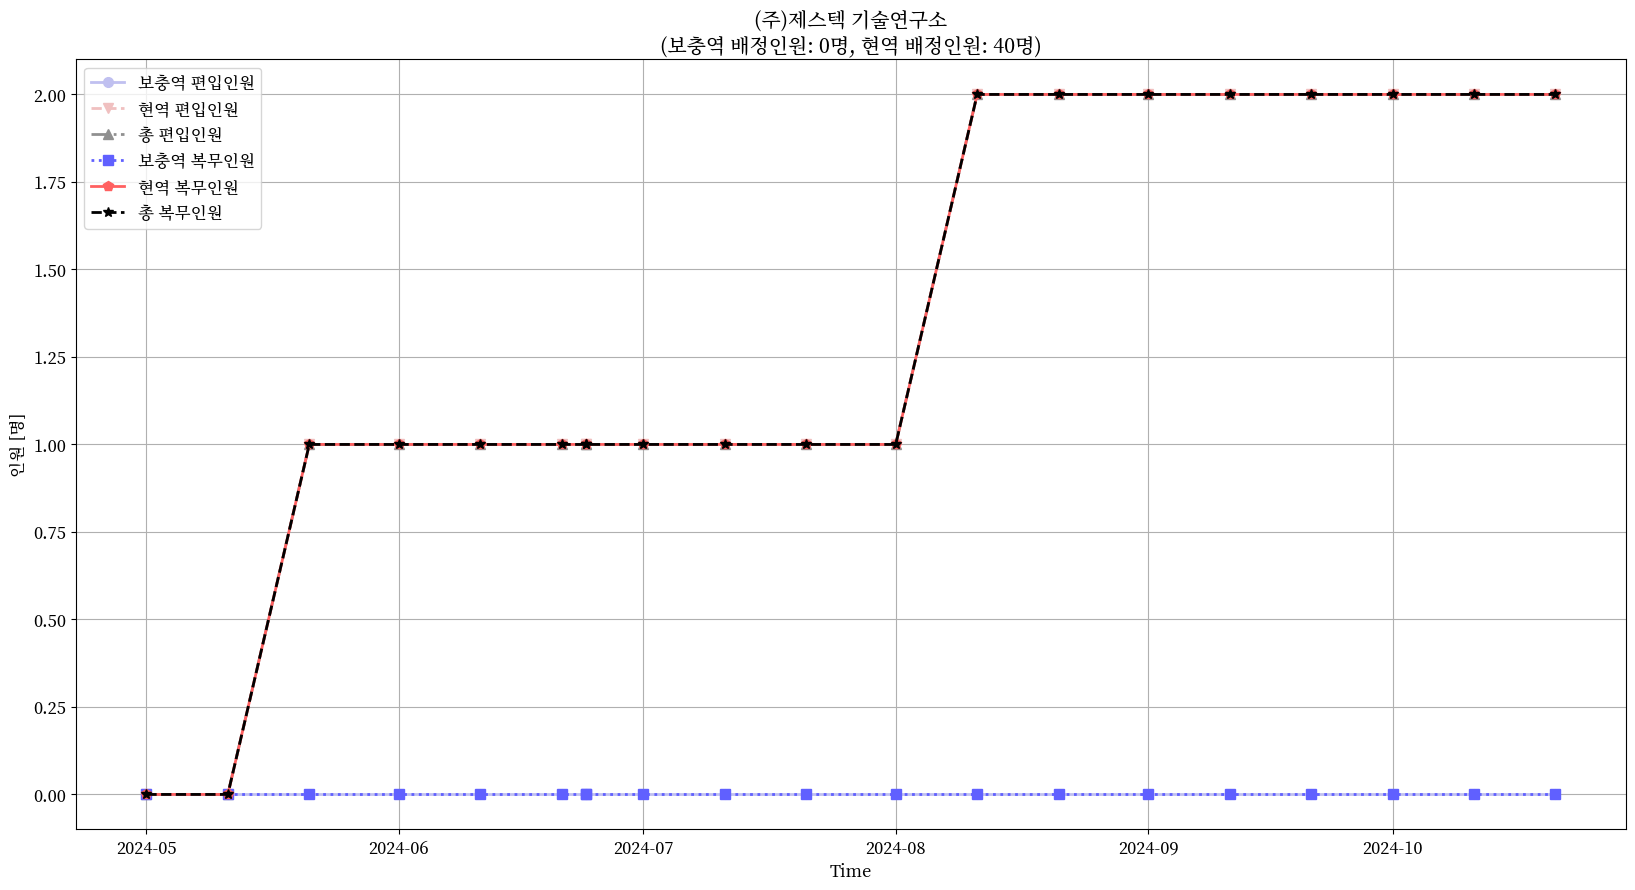 (주)제스텍 기술연구소
(보충역 배정인원: 0명, 현역 배정인원: 40명)
보충역 편입인원
현역 편입인원
총 편입인원
보충역 복무인원
현역 복무인원
총 복무인원
인원 [명]
2.00
1.75
1.50
1.25
1.00
0.75
0.50
0.25
0.00
2024-05 2024-06 2024-07 2024-08 2024-09 2024-10
Time